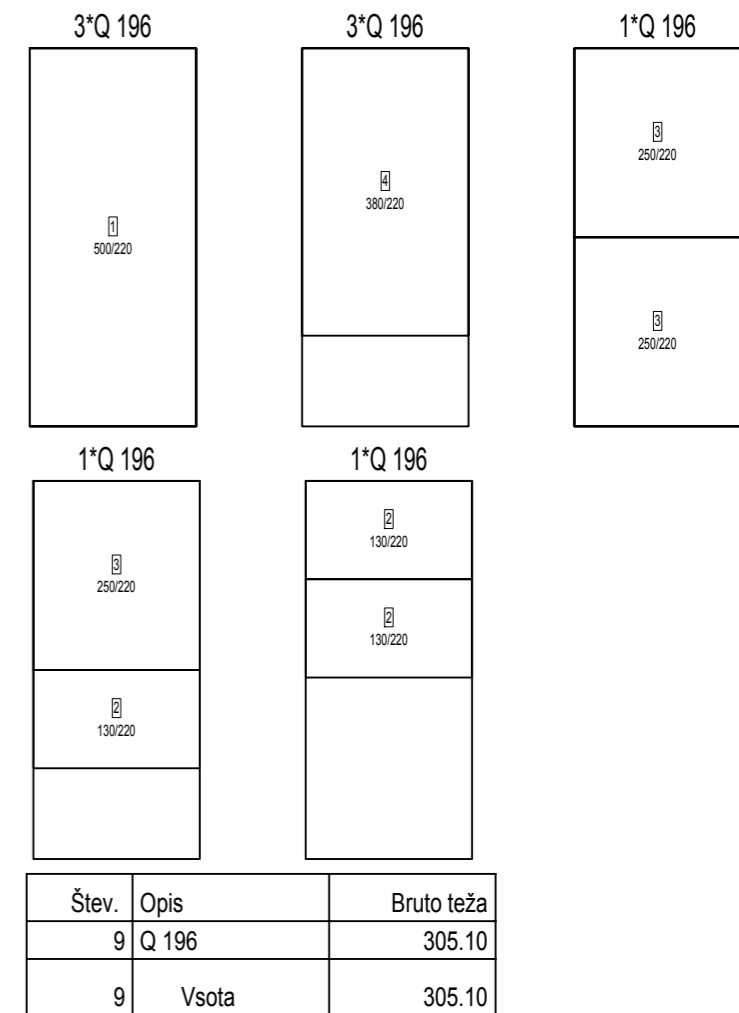 3*Q 196
3*Q 196
1*Q 196
1
500/220
4
380/220
3
250/220
3
250/220
1*Q 196
1*Q 196
3
250/220
2
130/220
2
130/220
2
130/220
Štev. Opis Bruto teža
9 Q 196 305.10
9 Vsota 305.10